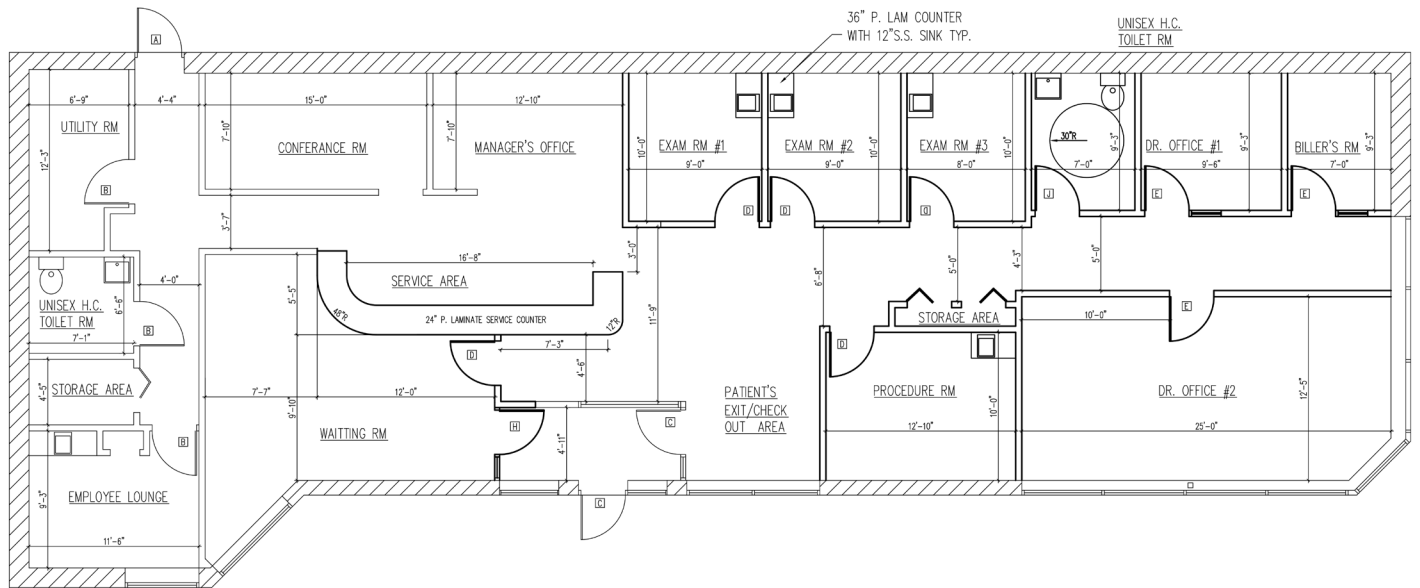 36" P. LAM COUNTER
WITH 12"S.S. SINK TYP.
UNISEX H.C.
TOILET RM
A
6'-9"
4'-4"
15'-0"
12'-10"
UTILITY RM
12'-3"
B
7'-10"
CONFERANCE RM
7'-10"
MANAGER'S OFFICE
10'-0"
EXAM RM #1
9'-0"
D
EXAM RM #2
9'-0"
10'-0"
D
EXAM RM #3
8'-0"
10'-0"
D
30"R
7'-0"
9'-3"
J
DR. OFFICE #1
9'-6"
9'-3"
E
BILLER'S RM
7'-0"
9'-3"
E
3'-7"
4'-0"
UNISEX H.C.
TOILET RM
6'-6"
7'-1"
B
STORAGE AREA
4'-5"
B
EMPLOYEE LOUNGE
9'-3"
11'-6"
16'-8"
SERVICE AREA
5'-5"
48"R
24" P. LAMINATE SERVICE COUNTER
12"R
3'-0"
11'-9"
7'-3"
4'-6"
D
7'-7"
12'-0"
9'-10"
WAITTING RM
H
4'-11"
C
C
PATIENT'S
EXIT/CHECK
OUT AREA
6'-8"
5'-0"
4'-3"
5'-0"
STORAGE AREA
D
PROCEDURE RM
10'-0"
12'-10"
10'-0"
E
DR. OFFICE #2
12'-5"
25'-0"